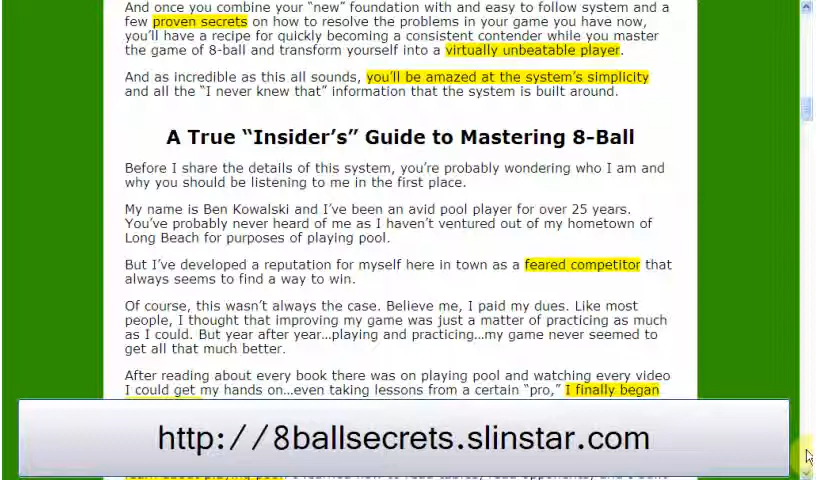 And once you combine your “new” foundation with and easy to follow system and a
few proven secrets on how to resolve the problems in your game you have now,
you’ll have a recipe for quickly becoming a consistent contender while you master
the game of 8-ball and transform yourself into a virtually unbeatable player.
And as incredible as this all sounds, you’ll be amazed at the system’s simplicity
and all the “I never knew that” information that the system is built around.
A True “Insider’s” Guide to Mastering 8-Ball
Before I share the details of this system, you’re probably wondering who I am and
why you should be listening to me in the first place.
My name is Ben Kowalski and I’ve been an avid pool player for over 25 years.
You’ve probably never heard of me as I haven’t ventured out of my hometown of
Long Beach for purposes of playing pool.
But I’ve developed a reputation for myself here in town as a feared competitor that
always seems to find a way to win.
Of course, this wasn’t always the case. Believe me, I paid my dues. Like most
people, I thought that improving my game was just a matter of practicing as much
as I could. But year after year…playing and practicing…my game never seemed to
get all that much better.
After reading about every book there was on playing pool and watching every video
I could get my hands on…even taking lessons from a certain “pro,” I finally began
http://8ballsecrets.slinstar.com